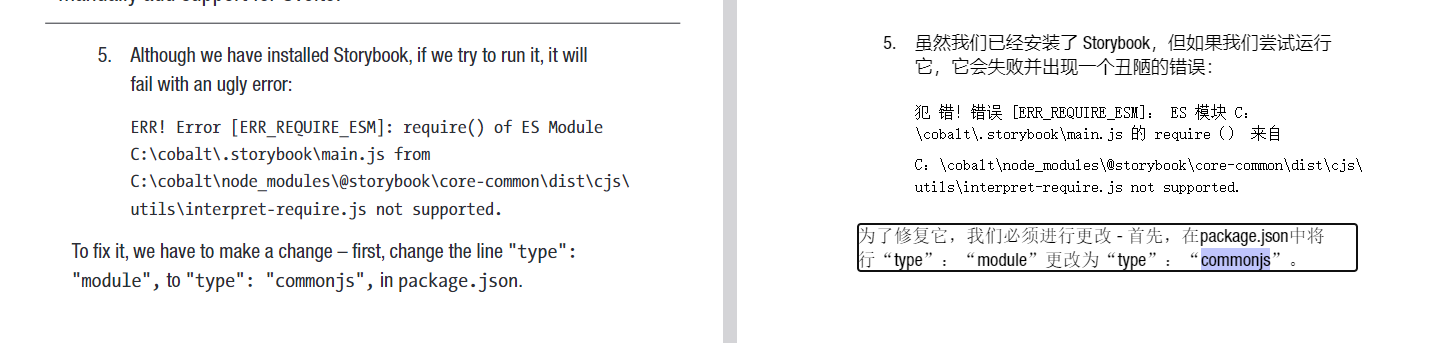 5. Although we have installed Storybook, if we try to run it, it will
fail with an ugly error:
ERR! Error [ERR_REQUIRE_ESM]: require() of ES Module
C:\cobalt\.storybook\main.js from
C:\cobalt\node_modules\@storybook\core-common\dist\cjs\
utils\interpret-require.js not supported.
To fix it, we have to make a change – first, change the line "type":
"module", to "type": "commonjs", in package.json.
5. 虽然我们已经安装了 Storybook，但如果我们尝试运行
它，它会失败并出现一个丑陋的错误：
犯 错！错误 [ERR_REQUIRE_ESM]： ES 模块 C：
\cobalt\.storybook\main.js 的 require（） 来自
C：\cobalt\node_modules\@storybook\core-common\dist\cjs\
utils\interpret-require.js not supported.
为了修复它，我们必须进行更改 - 首先，在package.json中将
行“type”：“module”更改为“type”：“commonjs”。